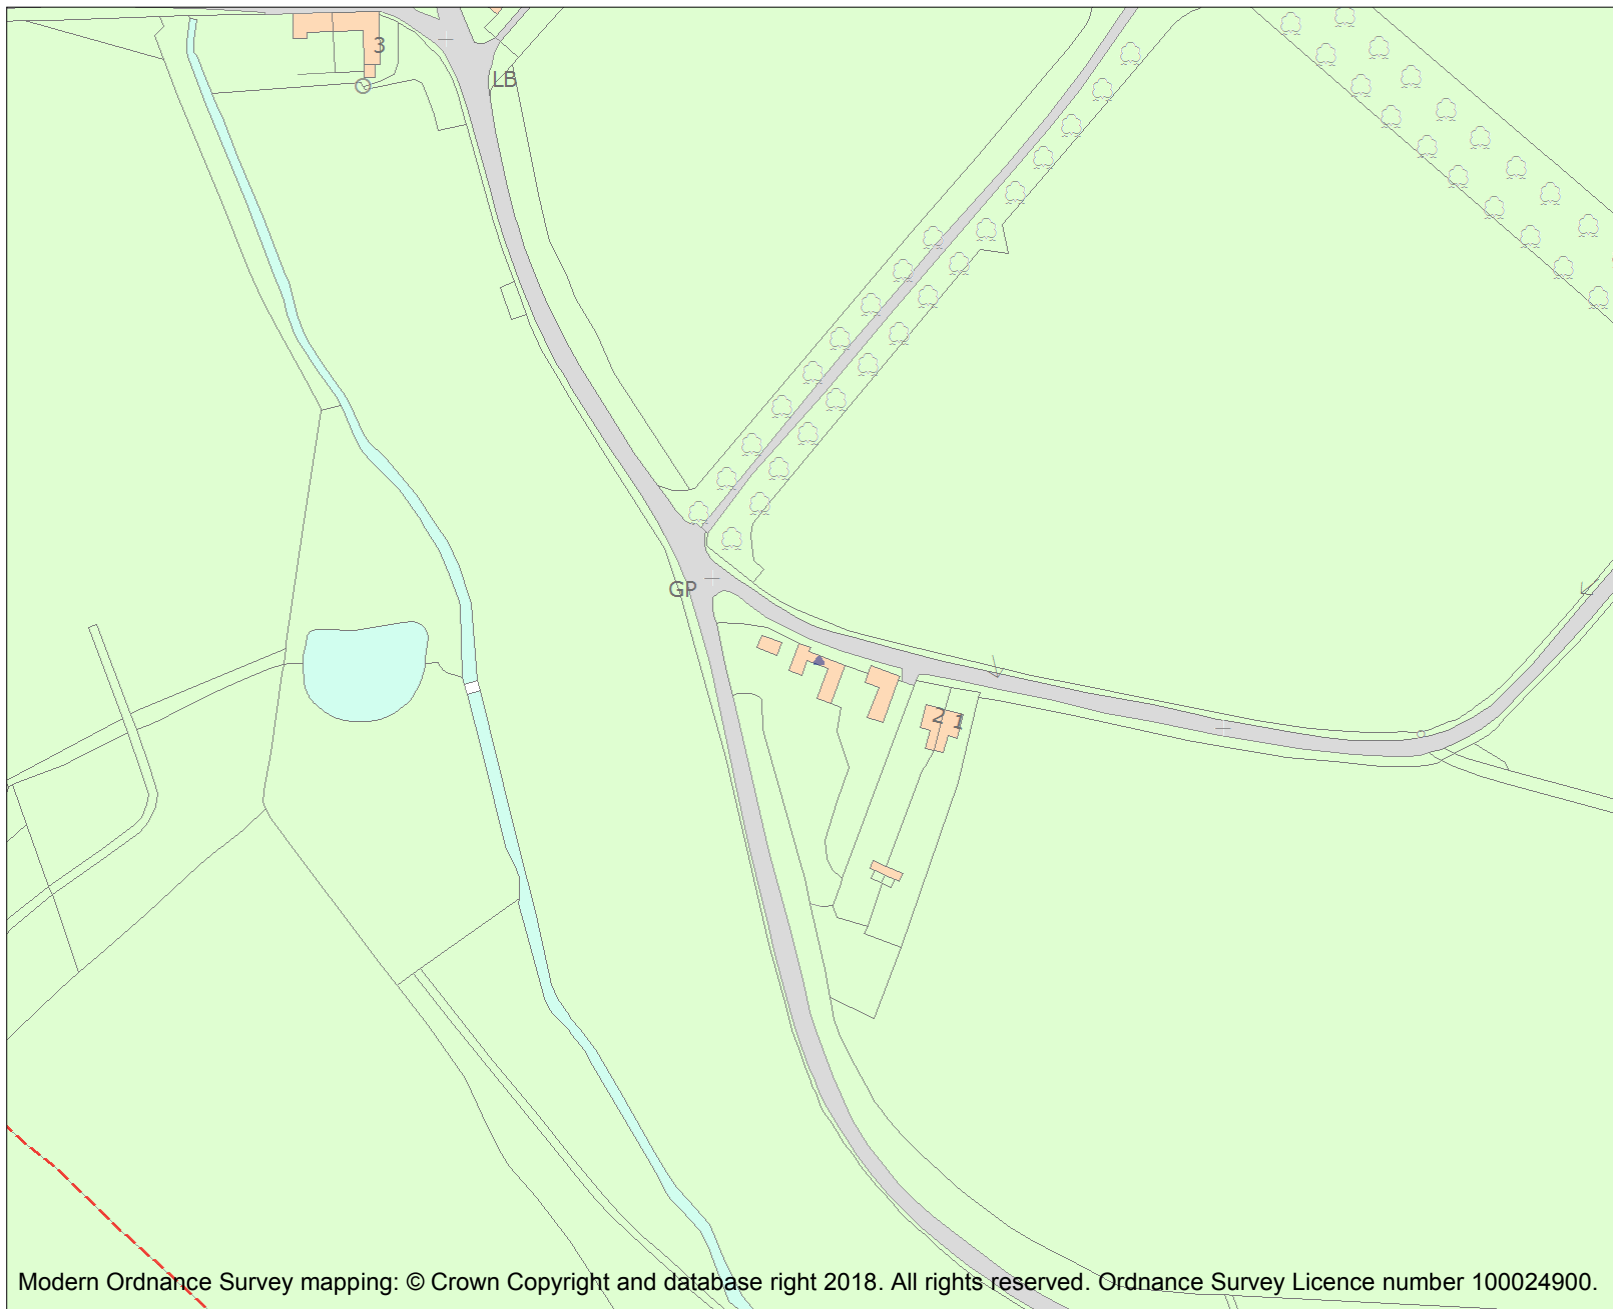 3
LB
GP
2
1
Modern Ordnance Survey mapping: © Crown Copyright and database right 2018. All rights reserved. Ordnance Survey Licence number 100024900.